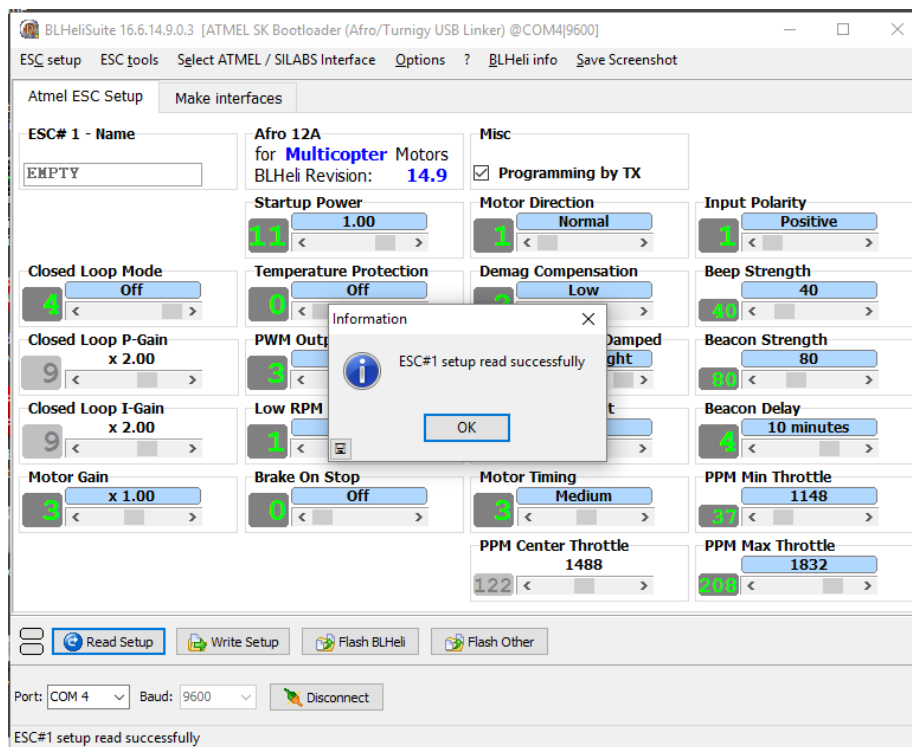 BLHeliSuite 16.6.14.9.0.3 [ATMEL SK Bootloader (Afro/Turnigy USB Linker) @COM4|9600]
ESC setup ESC tools Select ATMEL / SILABS Interface Options ? BLHeli info Save Screenshot
Atmel ESC Setup Make interfaces
ESC# 1 - Name
EMPTY
Afro 12A
for Multicopter Motors
BLHeli Revision: 14.9
Misc
Programming by TX
Startup Power
1.00
11
Motor Direction
Normal
1
Input Polarity
Positive
1
Closed Loop Mode
Off
4
Temperature Protection
Off
0
Demag Compensation
Low
Beep Strength
40
40
Information
ESC#1 setup read successfully
OK
Closed Loop P-Gain
x 2.00
9
PWM Outp
3
Damped
ght
Beacon Strength
80
80
Closed Loop I-Gain
x 2.00
9
Low RPM
1
t
Beacon Delay
10 minutes
4
Motor Gain
x 1.00
3
Brake On Stop
Off
0
Motor Timing
Medium
3
PPM Min Throttle
1148
37
PPM Center Throttle
1488
122
PPM Max Throttle
1832
208
Read Setup Write Setup Flash BLHeli Flash Other
Port: COM 4 Baud: 9600 Disconnect
ESC#1 setup read successfully